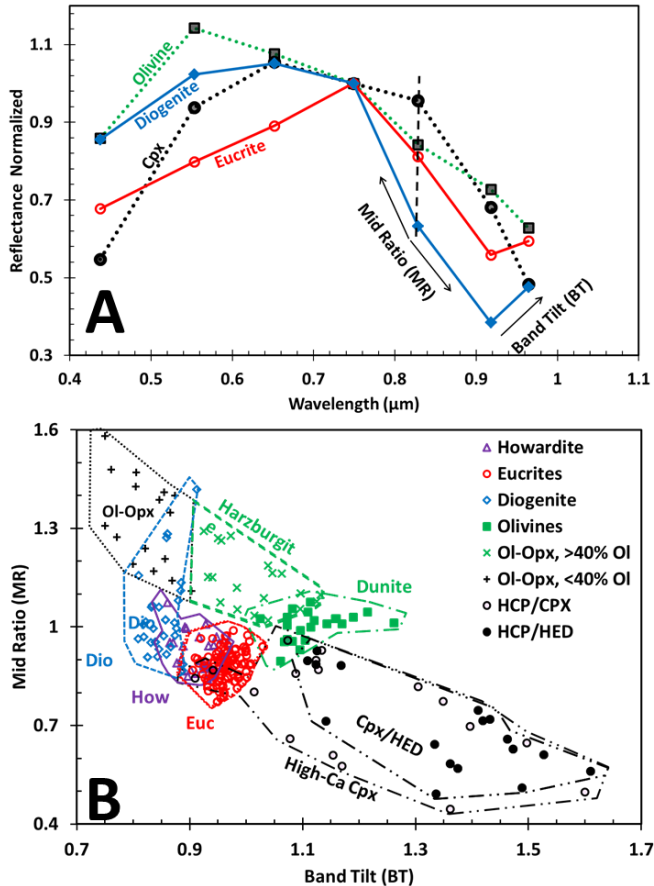 1.1
0.9
0.7
0.5
0.3
Reflectance Normalized
Olivine
Diogenite
Cpx
Eucrite
Mid Ratio (MR)
Band Tilt (BT)
A
0.4 0.5 0.6 0.7 0.8 0.9 1 1.1
Wavelength (µm)
1.6
1.3
1
0.7
0.4
Mid Ratio (MR)
Howardite
Eucrites
Diogenite
Olivines
Ol-Opx, >40% Ol
Ol-Opx, <40% Ol
HCP/CPX
HCP/HED
Ol-Opx
Harzburgit
e
Dunite
Dio
Dio
How
Euc
Cpx/HED
High-Ca Cpx
B
0.7 0.9 1.1 1.3 1.5 1.7
Band Tilt (BT)